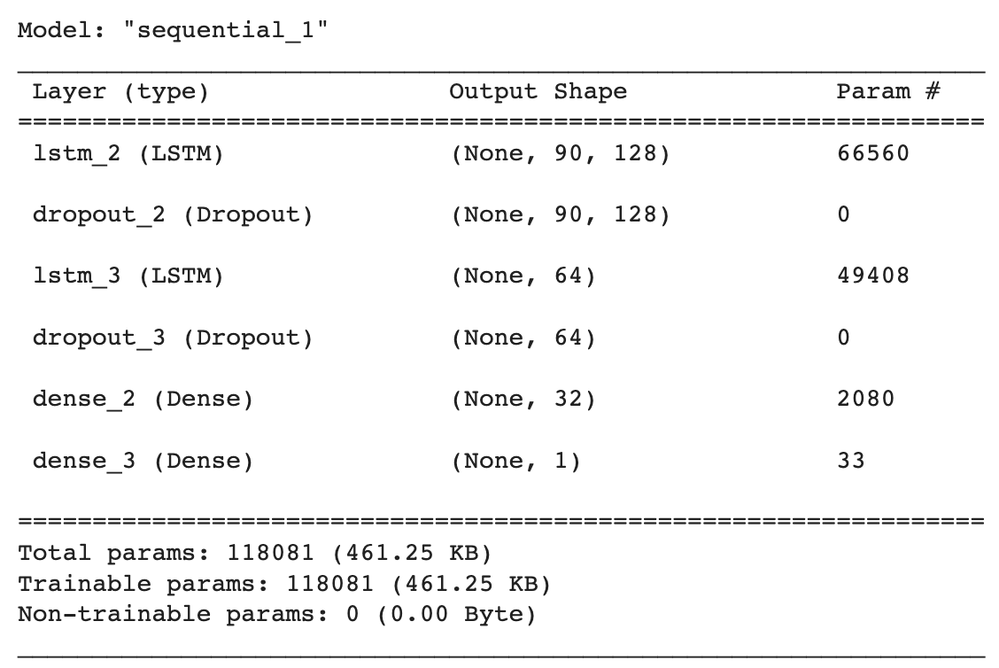 Model: "sequential_1"
Layer (type) Output Shape Param #
=================================================================
lstm_2 (LSTM) (None, 90, 128) 66560
dropout_2 (Dropout) (None, 90, 128) 0
lstm_3 (LSTM) (None, 64) 49408
dropout_3 (Dropout) (None, 64) 0
dense_2 (Dense) (None, 32) 2080
dense_3 (Dense) (None, 1) 33
=================================================================
Total params: 118081 (461.25 KB)
Trainable params: 118081 (461.25 KB)
Non-trainable params: 0 (0.00 Byte)